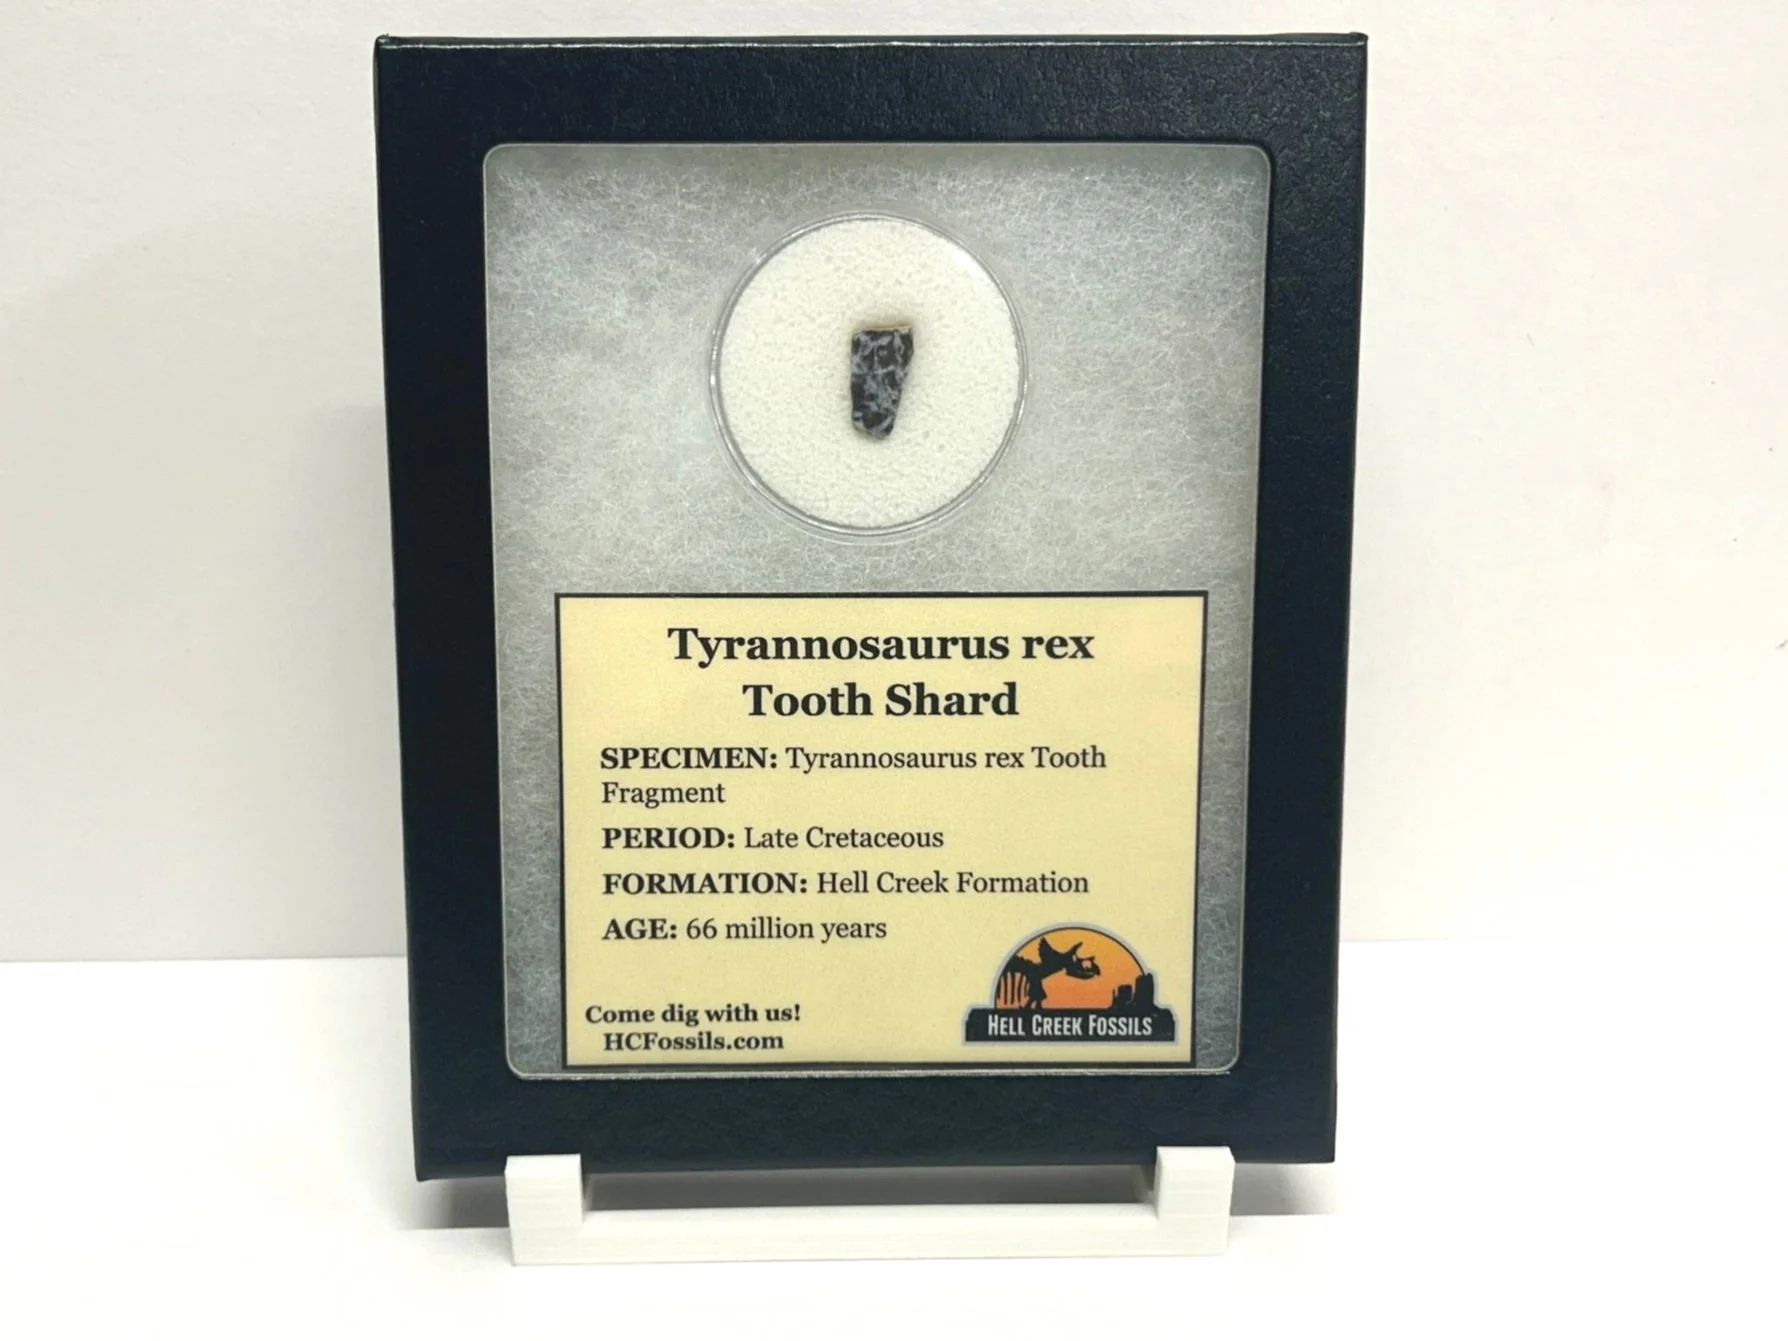 Tyrannosaurus rex
Tooth Shard
SPECIMEN: Tyrannosaurus rex Tooth
Fragment
PERIOD: Late Cretaceous
FORMATION: Hell Creek Formation
AGE: 66 million years
Come dig with us!
HCFossils.com
HELL CREEK FOSSILS